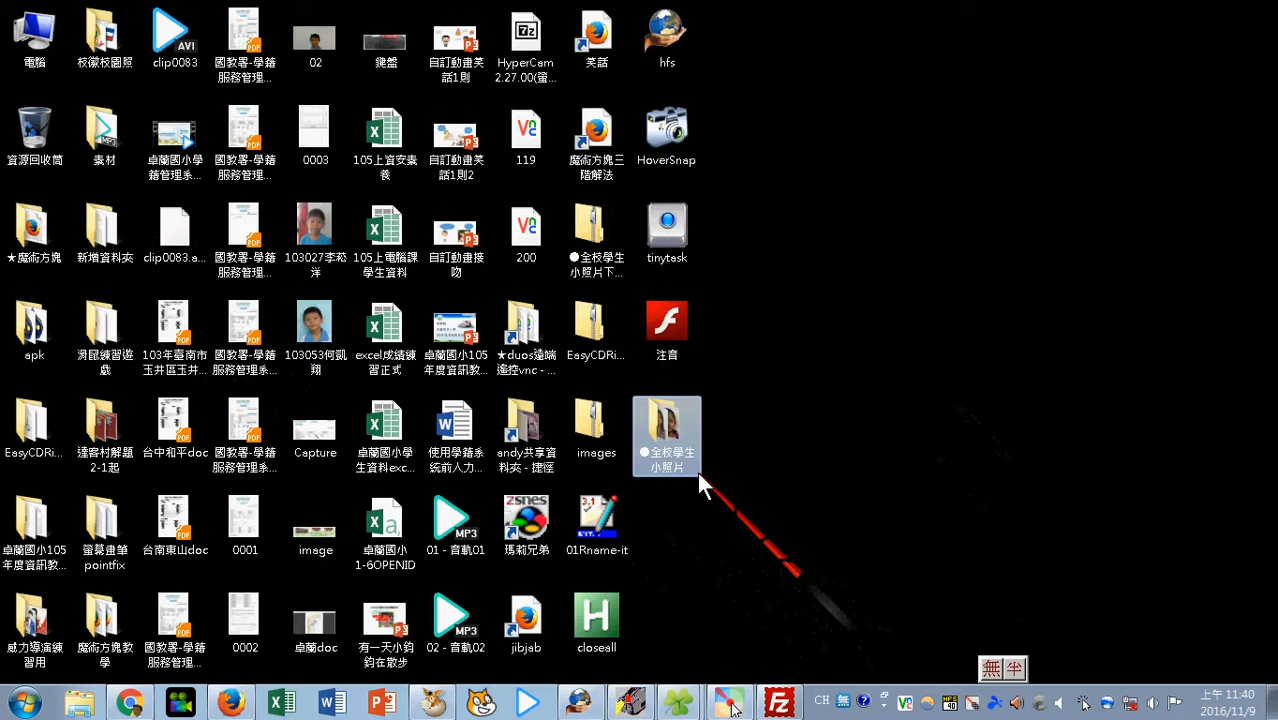 電腦
校徽校園照
clip0083
國教署-學籍
服務管理...
02
鍵盤
自訂動畫笑
話1則
HyperCam
2.27.00(蛋...
笑話
hfs
資源回收筒
素材
卓蘭國小學
籍管理系...
國教署-學籍
服務管理系...
0003
105上資安素
養
自訂動畫笑
話1則2
119
魔術方塊三
階解法
HoverSnap
★魔術方塊
新增資料夾
clip0083.a...
國教署-學籍
服務管理...
103027李崧
洋
105上電腦課
學生資料
自訂動畫接
吻
200
●全校學生
小照片下...
tinytask
apk
滑鼠練習遊
戲
103年臺南市
玉井區玉井...
國教署-學籍
服務管理系...
103053何凱
翔
excel成績練
習正式
卓蘭國小105
年度資訊教...
★duos遠端
遙控vnc - ...
EasyCDRi...
注音
EasyCDRi...
達官村解題
2-1適
台中和平doc
國教署-學籍
服務管理系...
Capture
卓蘭國小學
生資料exc...
使用學籍系
統前人力...
andy共享資
料夾 - 捷徑
images
●全校學生
小照片
卓蘭國小105
年度資訊教...
螢幕畫筆
pointfix
台南東山doc
0001
image
卓蘭國小
1-6OPENID
01 - 音軌01
瑪莉兄弟
01Rname-it
威力導演練
習用
魔術方塊教
學
國教署-學籍
服務管理系...
0002
卓蘭doc
有一天小鈞
鈞在散步
02 - 音軌02
jibjab
closeall
無半
CH
上午 11:40
2016/11/9